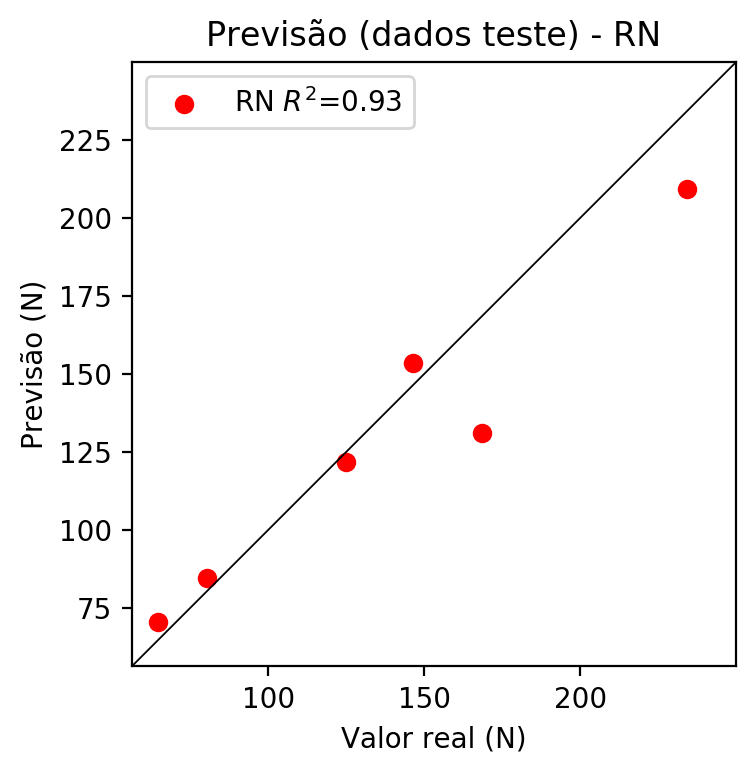 Previsão (dados teste) - RN
RN R²=0.93
225
200
175
150
125
100
75
Previsão (N)
100
150
200
Valor real (N)